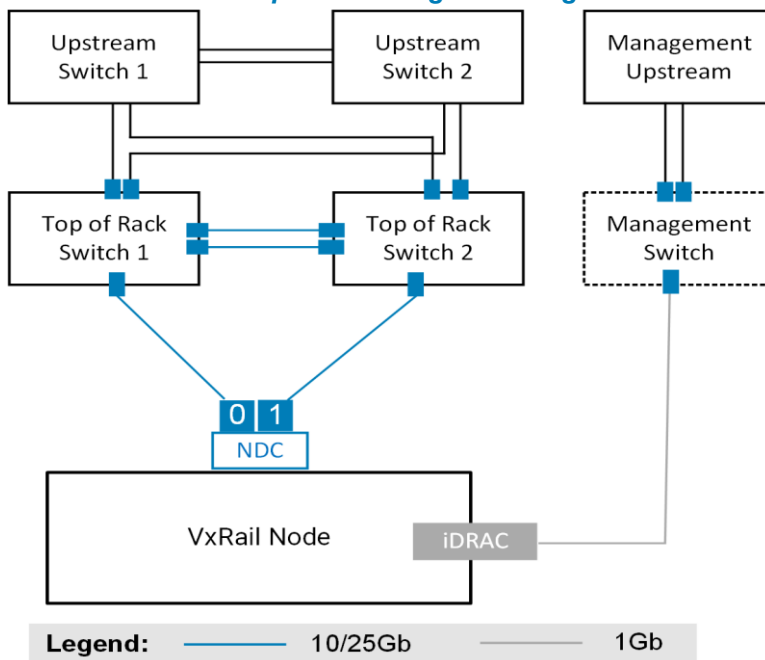 Upstream
Switch 1
Upstream
Switch 2
Management
Upstream
Top of Rack
Switch 1
Top of Rack
Switch 2
Management
Switch
0 1
NDC
VxRail Node
iDRAC
Legend: 10/25Gb 1Gb